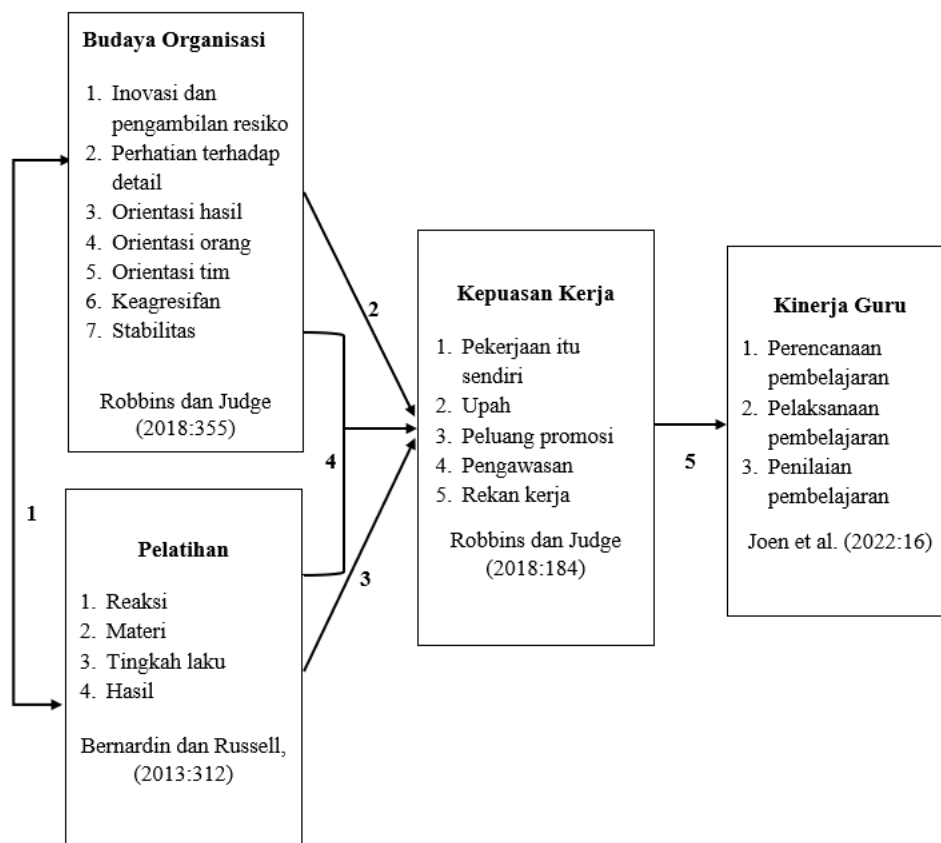 Budaya Organisasi
1. Inovasi dan
pengambilan resiko
2. Perhatian terhadap
detail
3. Orientasi hasil
4. Orientasi orang
5. Orientasi tim
6. Keagresifan
7. Stabilitas
Robbins dan Judge
(2018:355)
1
Pelatihan
1. Reaksi
2. Materi
3. Tingkah laku
4. Hasil
Bernardin dan Russell,
(2013:312)
2
4
3
Kepuasan Kerja
1. Pekerjaan itu
sendiri
2. Upah
3. Peluang promosi
4. Pengawasan
5. Rekan kerja
Robbins dan Judge
(2018:184)
5
Kinerja Guru
1. Perencanaan
pembelajaran
2. Pelaksanaan
pembelajaran
3. Penilaian
pembelajaran
Joen et al. (2022:16)